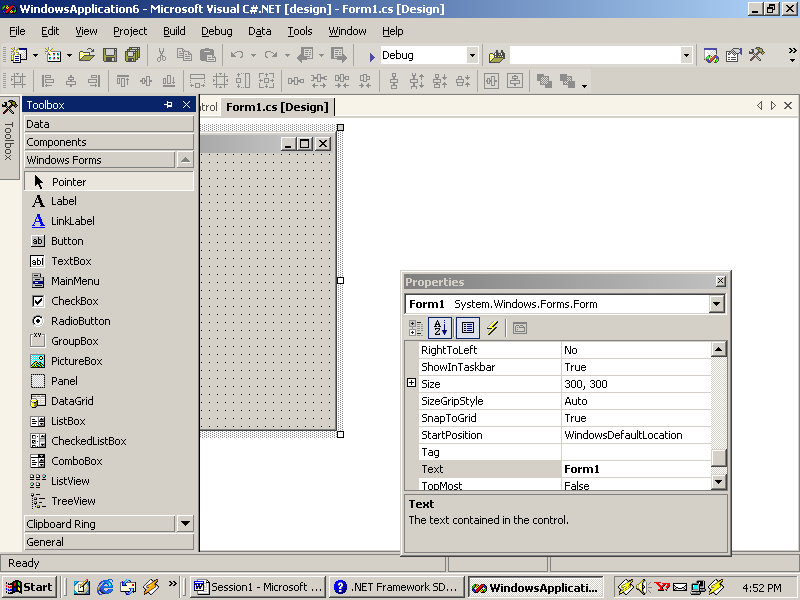 WindowsApplication6 - Microsoft Visual C#.NET [design] - Form1.cs [Design]
File Edit View Project Build Debug Data Tools Window Help
Debug
Toolbox
Toolbox
trol Form1.cs [Design]
Data
Components
Windows Forms
Pointer
A Label
A LinkLabel
ab Button
ab TextBox
MainMenu
CheckBox
RadioButton
XY GroupBox
PictureBox
Panel
DataGrid
ListBox
CheckedListBox
ComboBox
ListView
TreeView
Clipboard Ring
General
Properties
Form1 System.Windows.Forms.Form
RightToLeft No
ShowInTaskbar True
Size 300, 300
SizeGripStyle Auto
SnapToGrid True
StartPosition WindowsDefaultLocation
Tag
Text Form1
TopMost False
Text
The text contained in the control.
Ready
Start
Session1 - Microsoft ...
.NET Framework SD...
WindowsApplicati...
4:52 PM